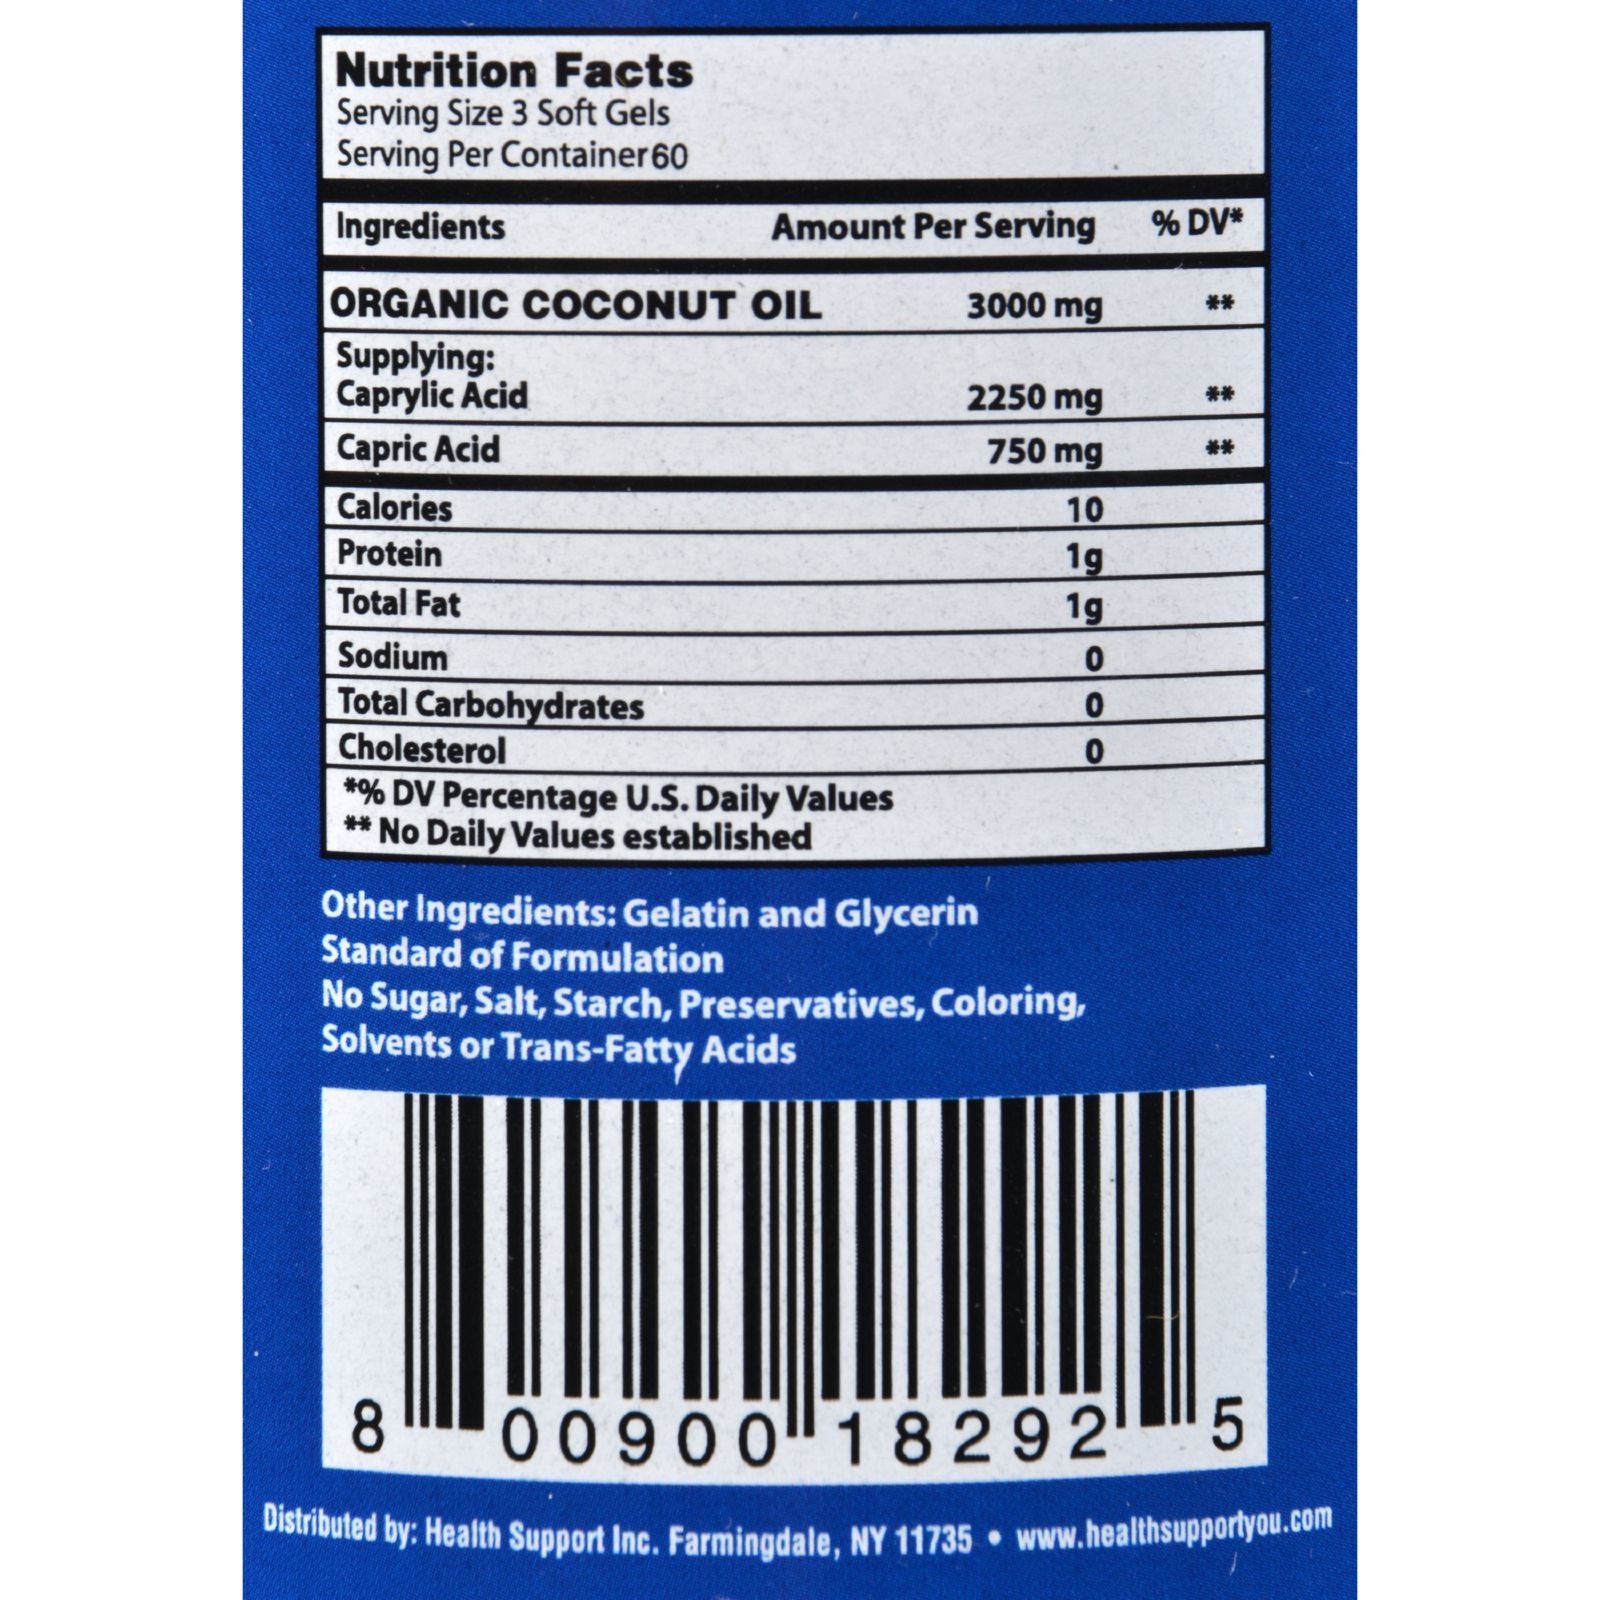 Nutrition Facts
Serving Size 3 Soft Gels
Serving Per Container 60
Ingredients Amount Per Serving % DV*
ORGANIC COCONUT OIL 3000 mg **
Supplying:
Caprylic Acid 2250 mg **
Capric Acid 750 mg **
Calories 10
Protein 1g
Total Fat 1g
Sodium 0
Total Carbohydrates 0
Cholesterol 0
*% DV Percentage U.S. Daily Values
** No Daily Values established
Other Ingredients: Gelatin and Glycerin
Standard of Formulation
No Sugar, Salt, Starch, Preservatives, Coloring,
Solvents or Trans-Fatty Acids
8 00900 18292 5
Distributed by: Health Support Inc. Farmingdale, NY 11735 • www.healthsupportyou.com